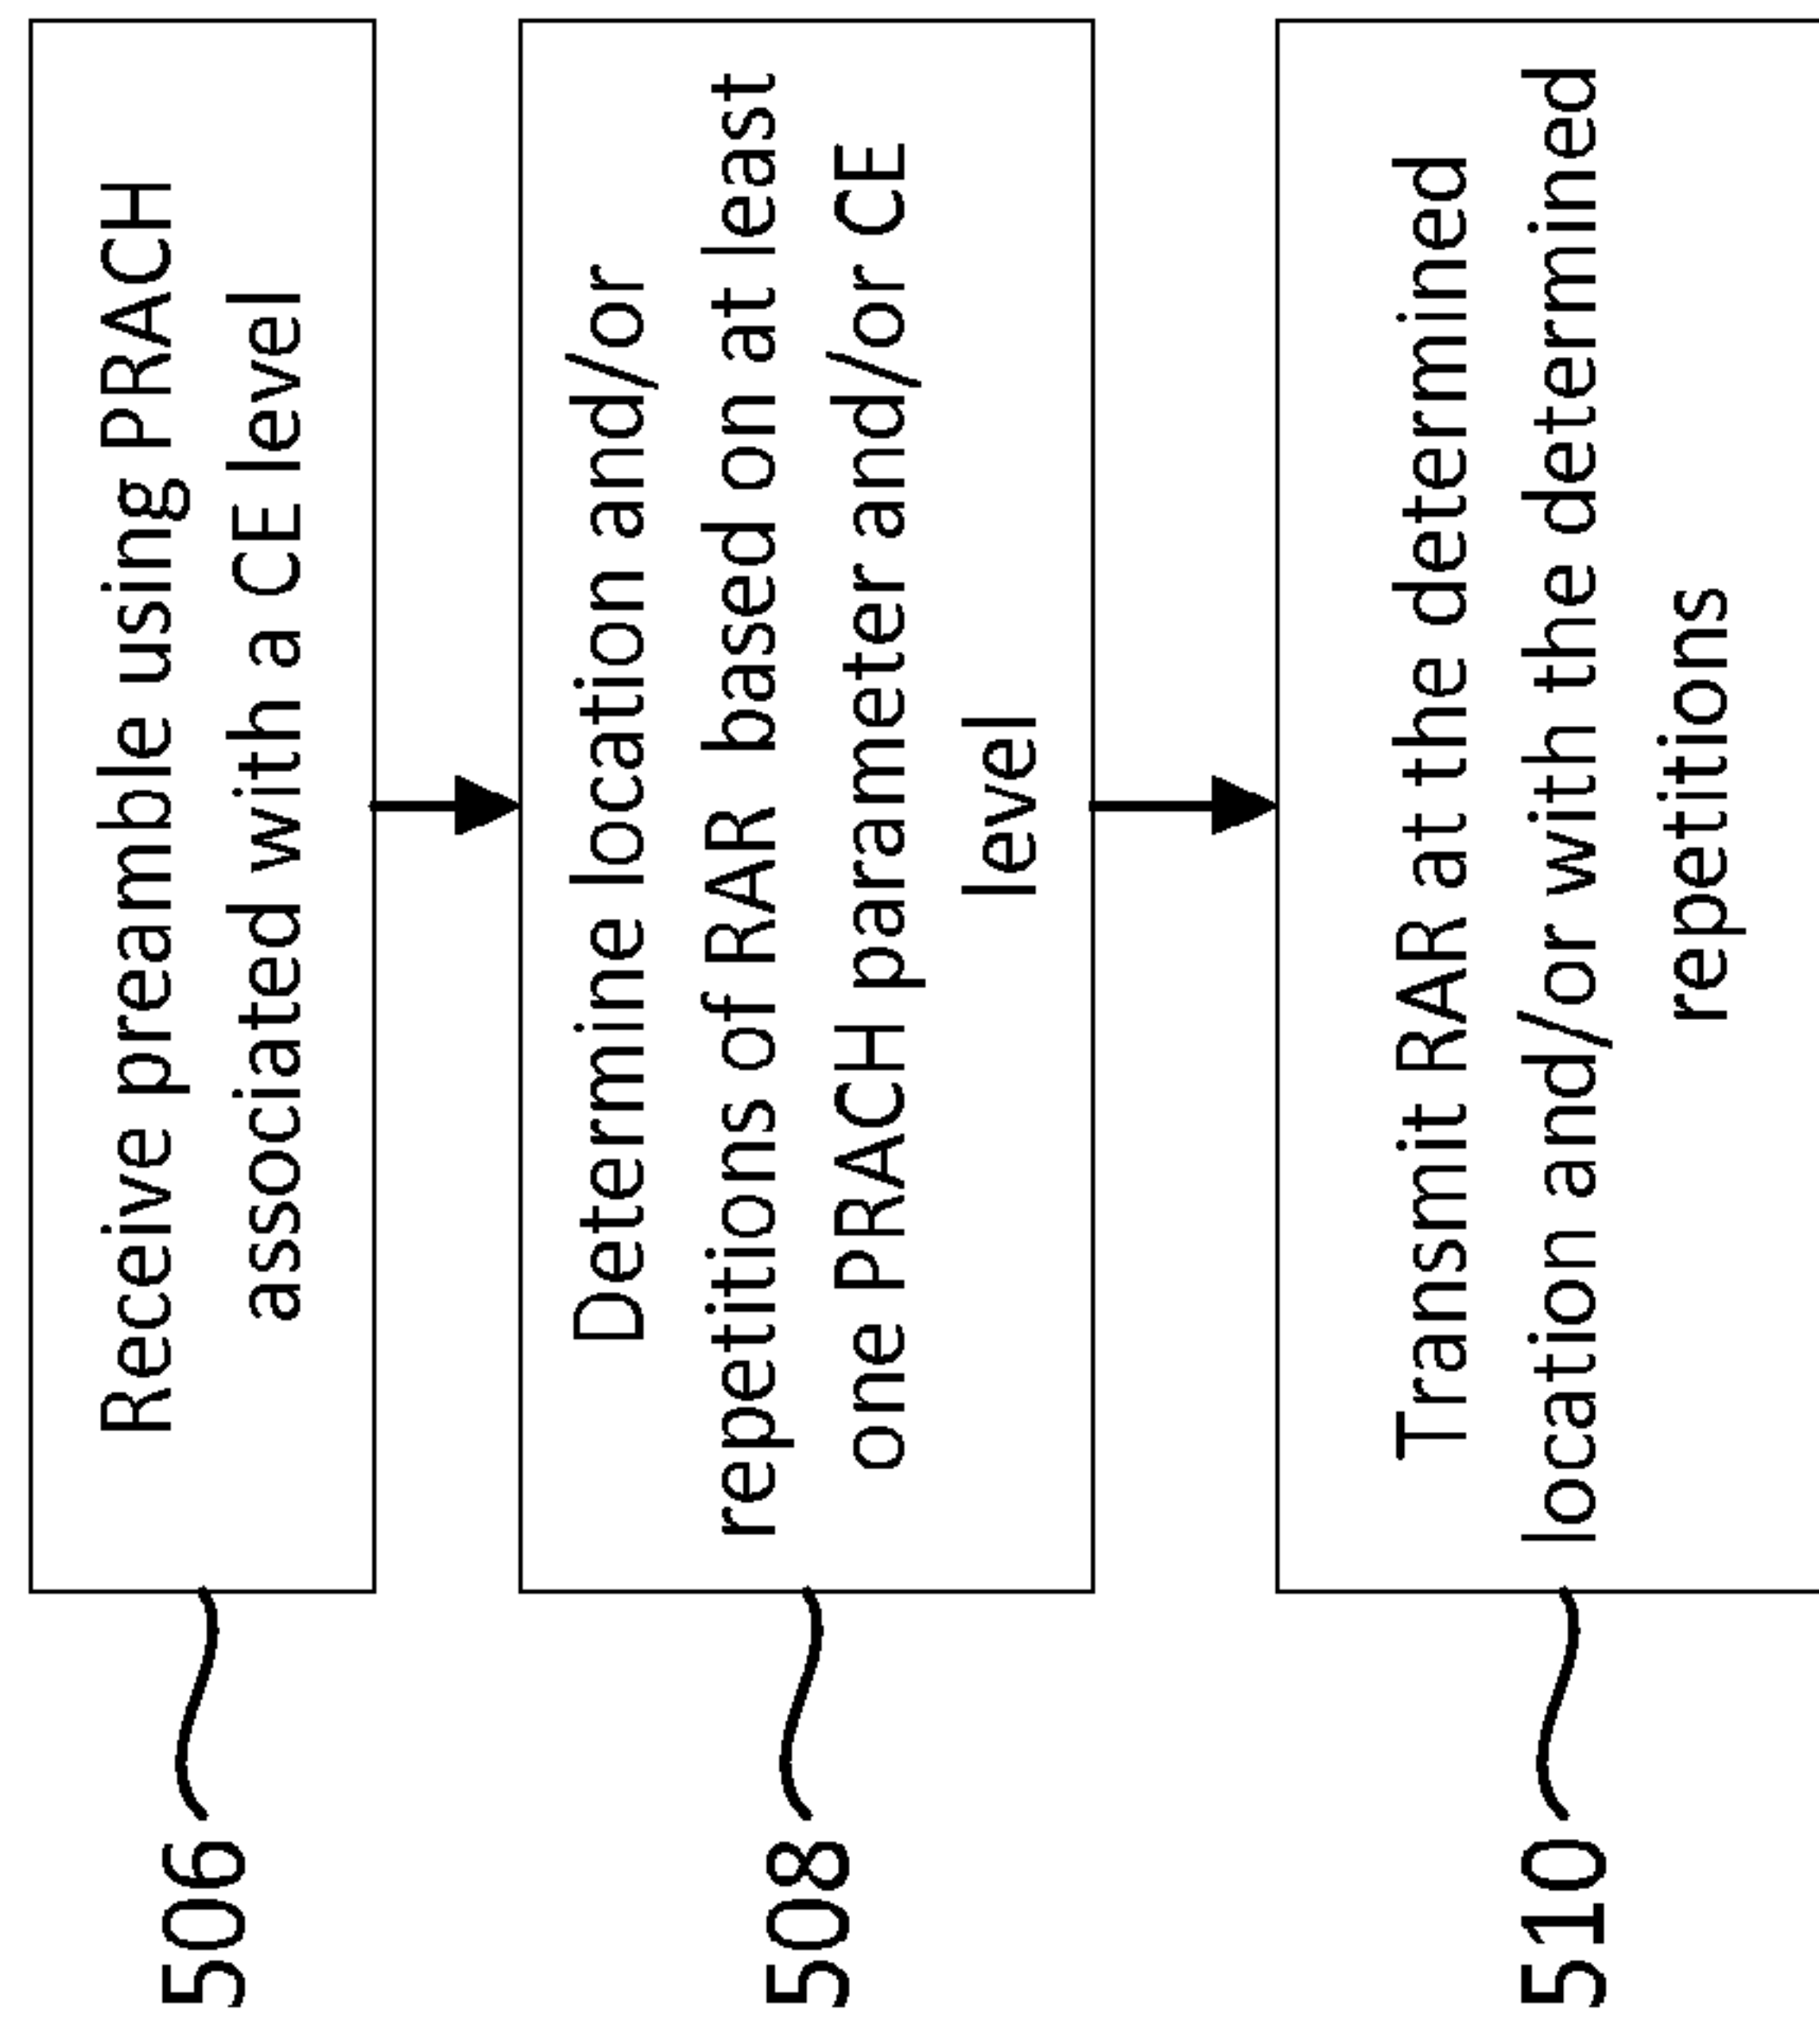 506
Receive preamble using PRACH
associated with a CE level
508
Determine location and/or
repetitions of RAR based on at least
one PRACH parameter and/or CE
level
510
Transmit RAR at the determined
location and/or with the determined
repetitions